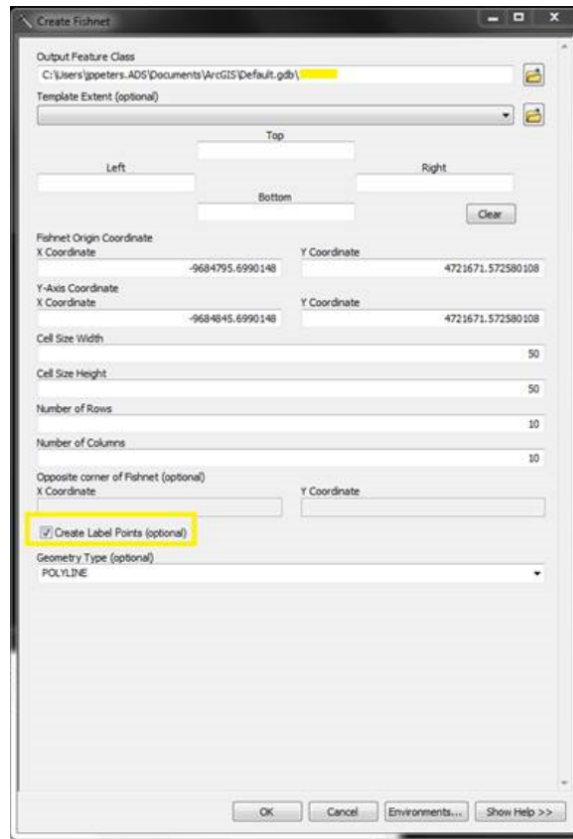 Create Fishnet
Output Feature Class
C:\Users\jppeters.ADS\Documents\ArcGIS\Default.gdb\
Template Extent (optional)
Top
Left Right
Bottom
Clear
Fishnet Origin Coordinate
X Coordinate Y Coordinate
-9684795.6990148 4721671.572580108
Y-Axis Coordinate
X Coordinate Y Coordinate
-9684845.6990148 4721671.572580108
Cell Size Width
50
Cell Size Height
50
Number of Rows
10
Number of Columns
10
Opposite corner of Fishnet (optional)
X Coordinate Y Coordinate
Create Label Points (optional)
Geometry Type (optional)
POLYLINE
OK Cancel Environments... Show Help >>